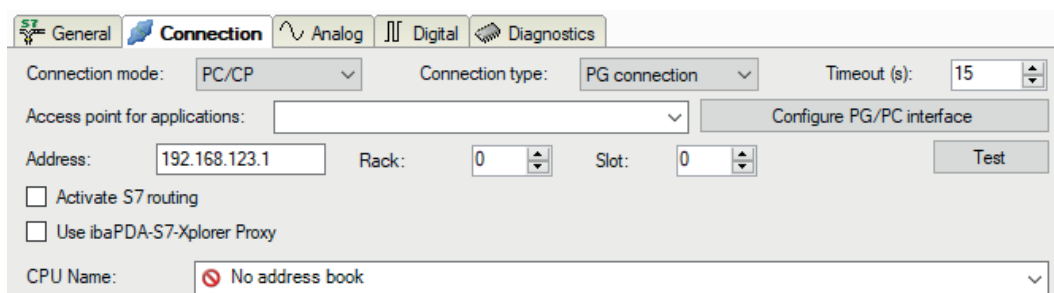 S7 General Connection Analog Digital Diagnostics
Connection mode: PC/CP Connection type: PG connection Timeout (s): 15
Access point for applications: Configure PG/PC interface
Address: 192.168.123.1 Rack: 0 Slot: 0 Test
Activate S7 routing
Use ibaPDA-S7-Xplorer Proxy
CPU Name: No address book